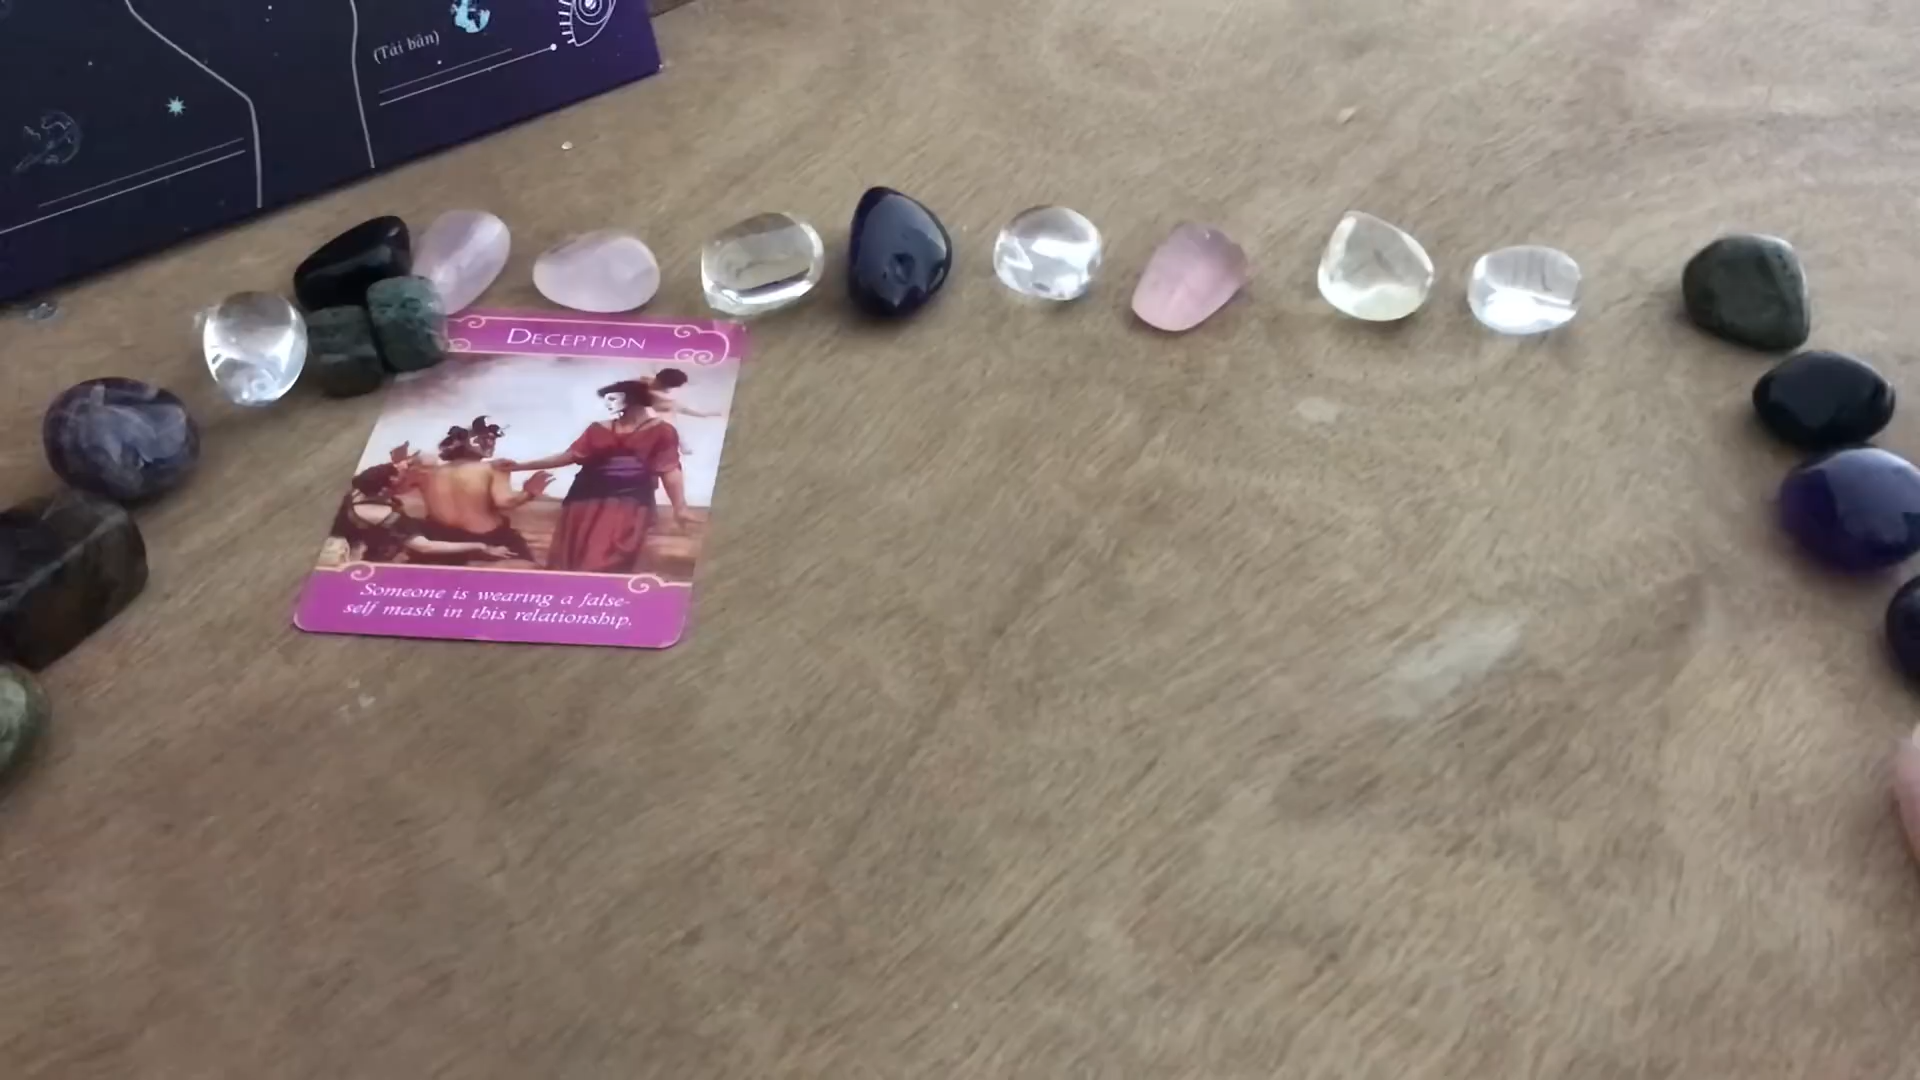 (Tái bản)
DECEPTION
Someone is wearing a false-
self mask in this relationship.